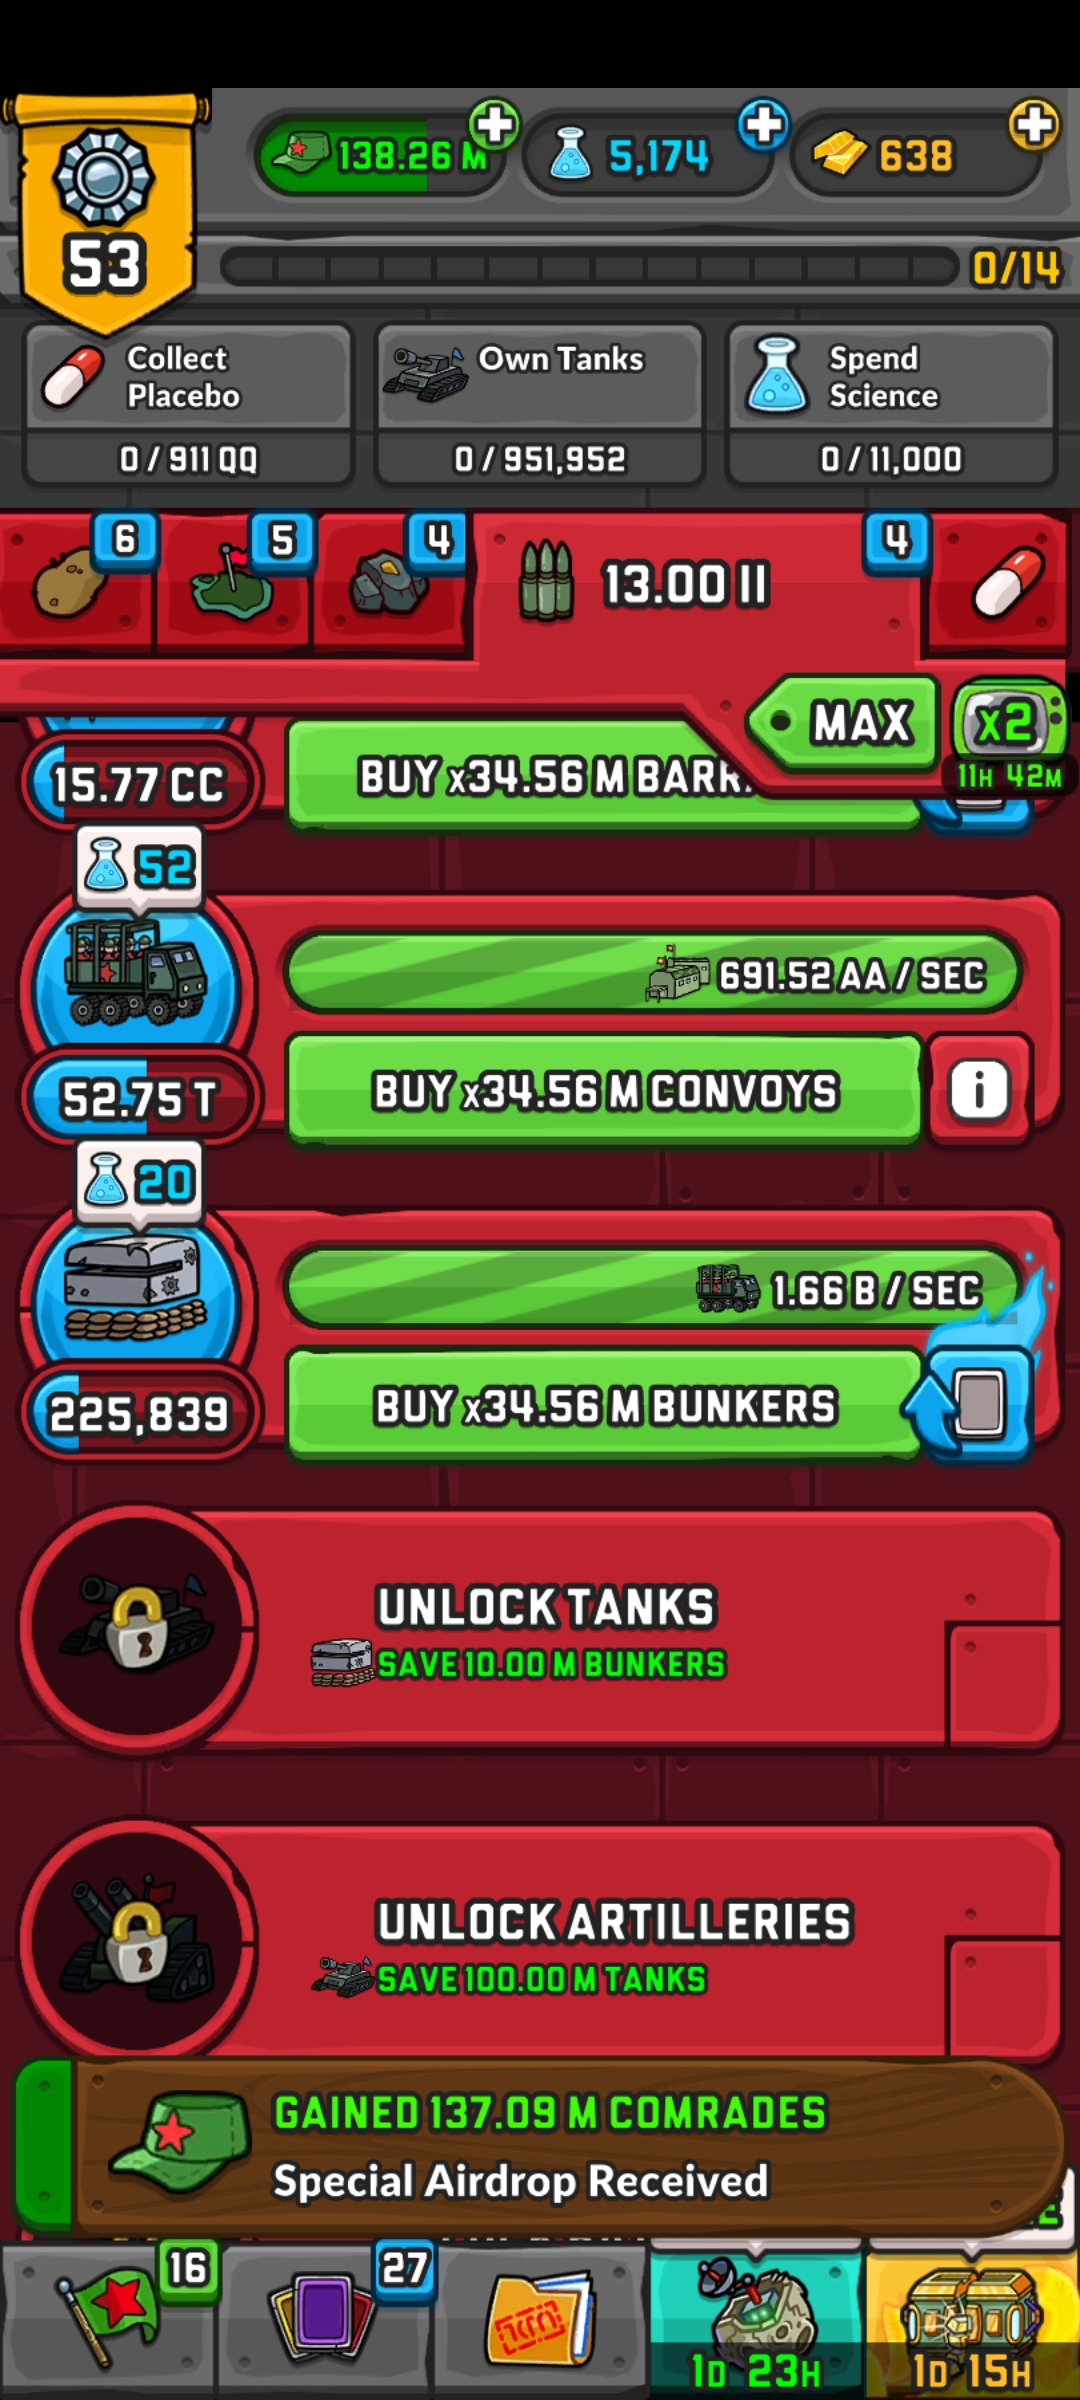 138.26 M
5,174
638
53
0/14
Collect
Placebo
0 / 911 QQ
Own Tanks
0 / 951,952
Spend
Science
0 / 11,000
6
5
4
13.00 II
4
MAX
x2
11H 42M
15.77 CC
BUY x34.56 M BARR
52
691.52 AA / SEC
52.75 T
BUY x34.56 M CONVOYS
i
20
1.66 B / SEC
225,839
BUY x34.56 M BUNKERS
UNLOCK TANKS
SAVE 10.00 M BUNKERS
UNLOCK ARTILLERIES
SAVE 100.00 M TANKS
GAINED 137.09 M COMRADES
Special Airdrop Received
16
27
1D 23H
1D 15H